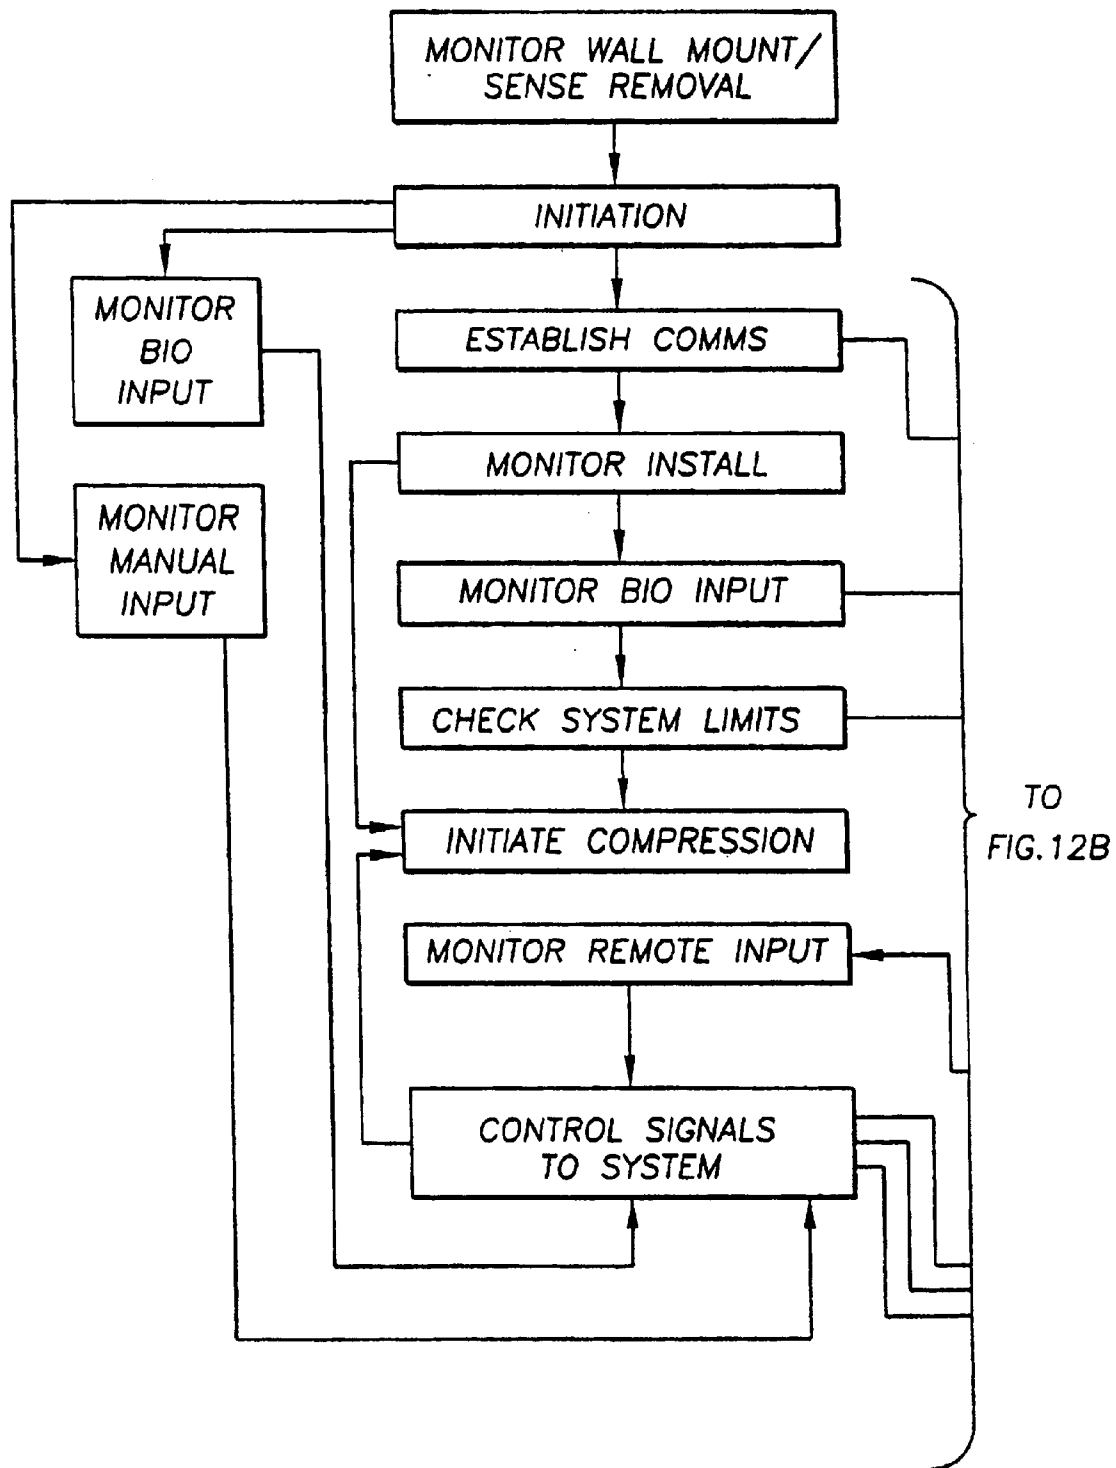 MONITOR WALL MOUNT/
SENSE REMOVAL
INITIATION
MONITOR
BIO
INPUT
ESTABLISH COMMS
MONITOR INSTALL
MONITOR
MANUAL
INPUT
MONITOR BIO INPUT
CHECK SYSTEM LIMITS
INITIATE COMPRESSION
TO
FIG.12B
MONITOR REMOTE INPUT
CONTROL SIGNALS
TO SYSTEM